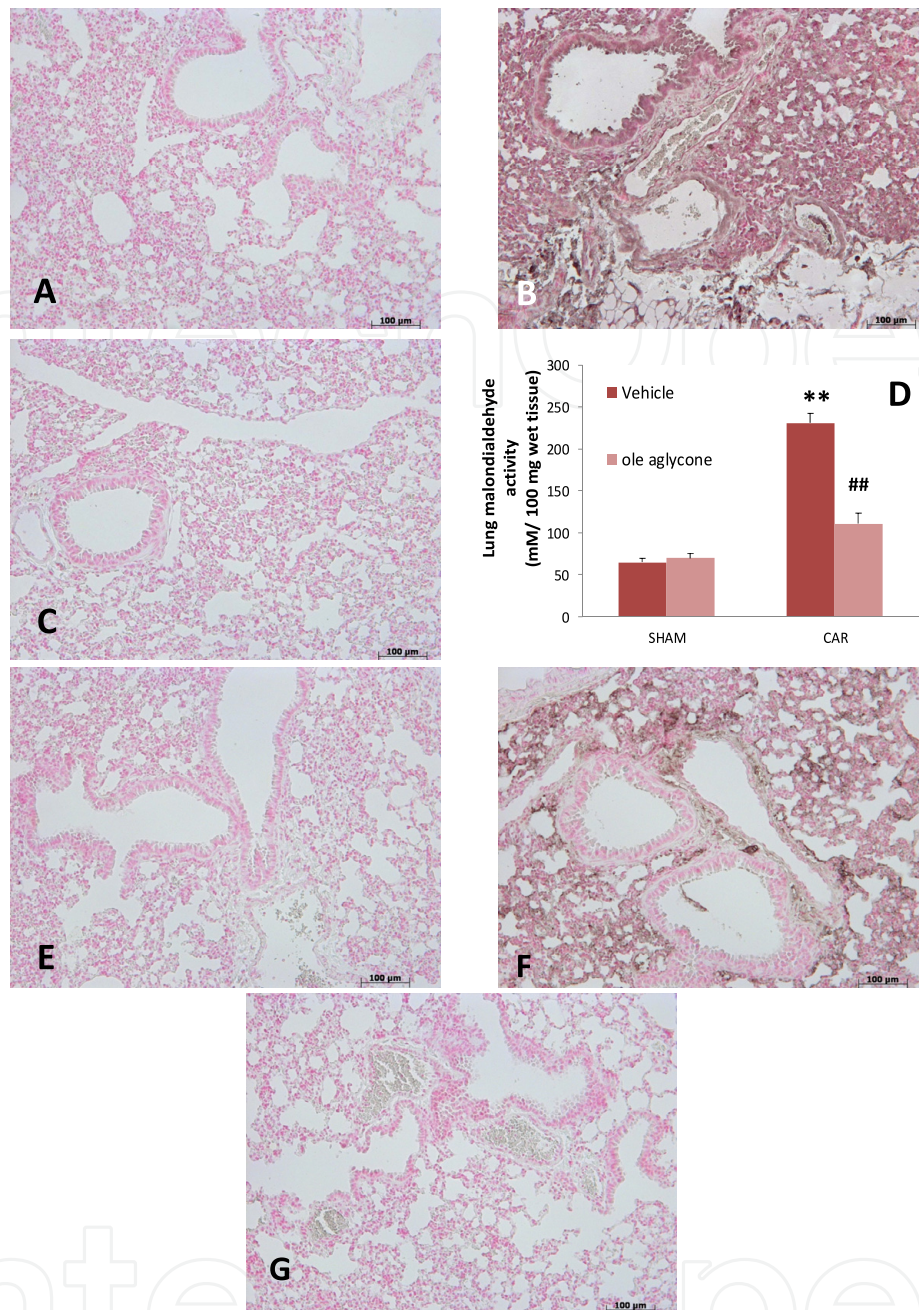 A
100 µm
B
100 µm
C
100 µm
D
Lung malondialdehyde
activity
(mM/ 100 mg wet tissue)
300
250
200
150
100
50
0
Vehicle
ole aglycone
**
##
SHAM
CAR
E
100 µm
F
100 µm
G
100 µm